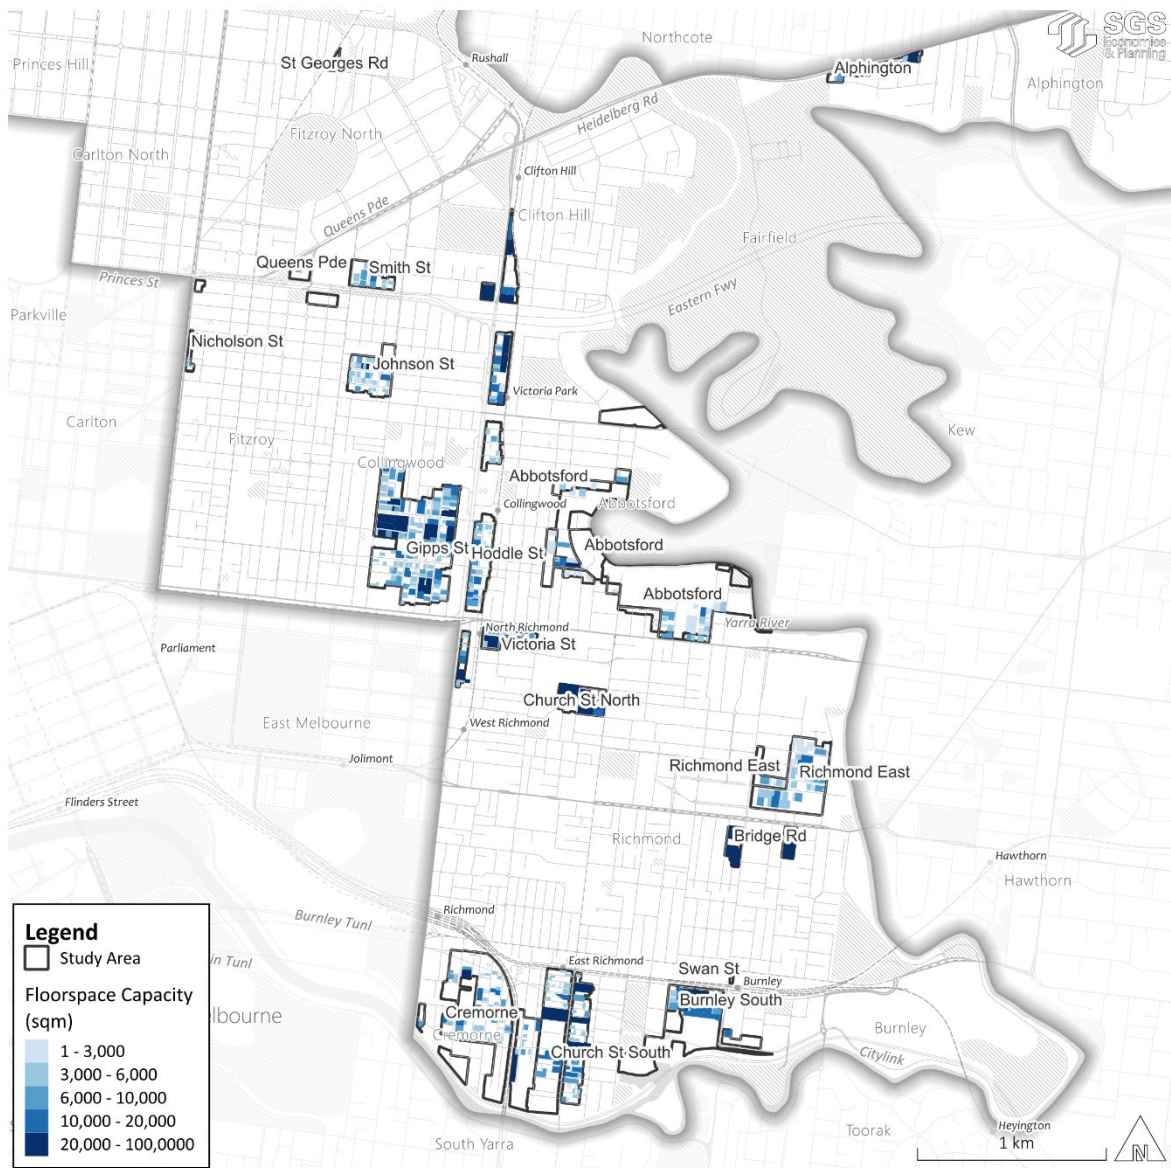 SGS
Economics
& Planning
Northcote
Princes Hill
St Georges Rd
Rushall
Alphington
Alphington
Heidelberg Rd
Fitzroy North
Carlton North
Clifton Hill
Queens Pde
Clifton Hill
Fairfield
Queens Pde
Smith St
Princes St
Eastern Fwy
Parkville
Nicholson St
Johnson St
Victoria Park
Carlton
Kew
Fitzroy
Collingwood
Abbotsford
Collingwood
Abbotsford
Gipps St
Hoddle St
Abbotsford
Abbotsford
Yarra River
North Richmond
Victoria St
Parliament
Church St North
East Melbourne
West Richmond
Jolimont
Richmond East
Richmond East
Flinders Street
Richmond
Bridge Rd
Hawthorn
Hawthorn
Richmond
Burnley Tunl
in Tunl
East Richmond
Swan St
Burnley
Burnley South
Cremorne
Cremorne
elbourne
Burnley
Church St South
Citylink
Heyington
Toorak
South Yarra
1 km
N
Legend
Study Area
Floorspace Capacity
(sqm)
1 - 3,000
3,000 - 6,000
6,000 - 10,000
10,000 - 20,000
20,000 - 100,0000